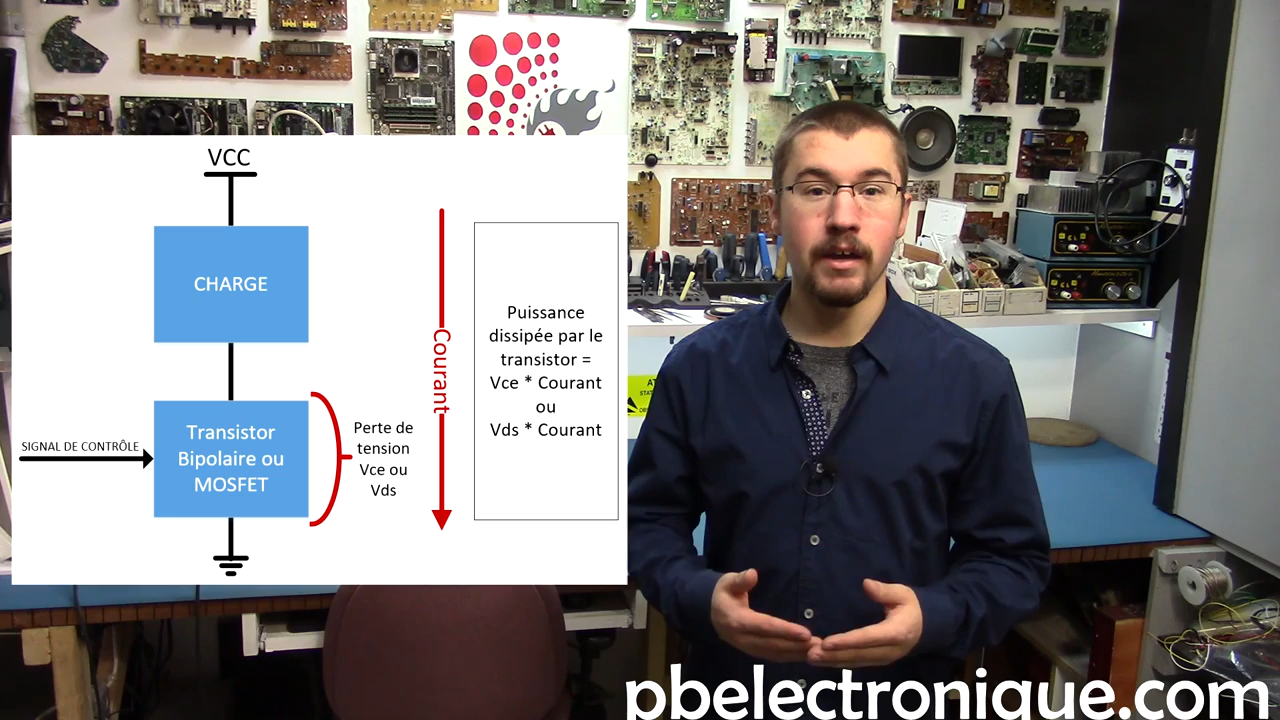 VCC
CHARGE
SIGNAL DE CONTRÔLE
Transistor
Bipolaire ou
MOSFET
Perte de
tension
Vce ou
Vds
Courant
Puissance
dissipée par le
transistor =
Vce * Courant
ou
Vds * Courant
pbelectronique.com